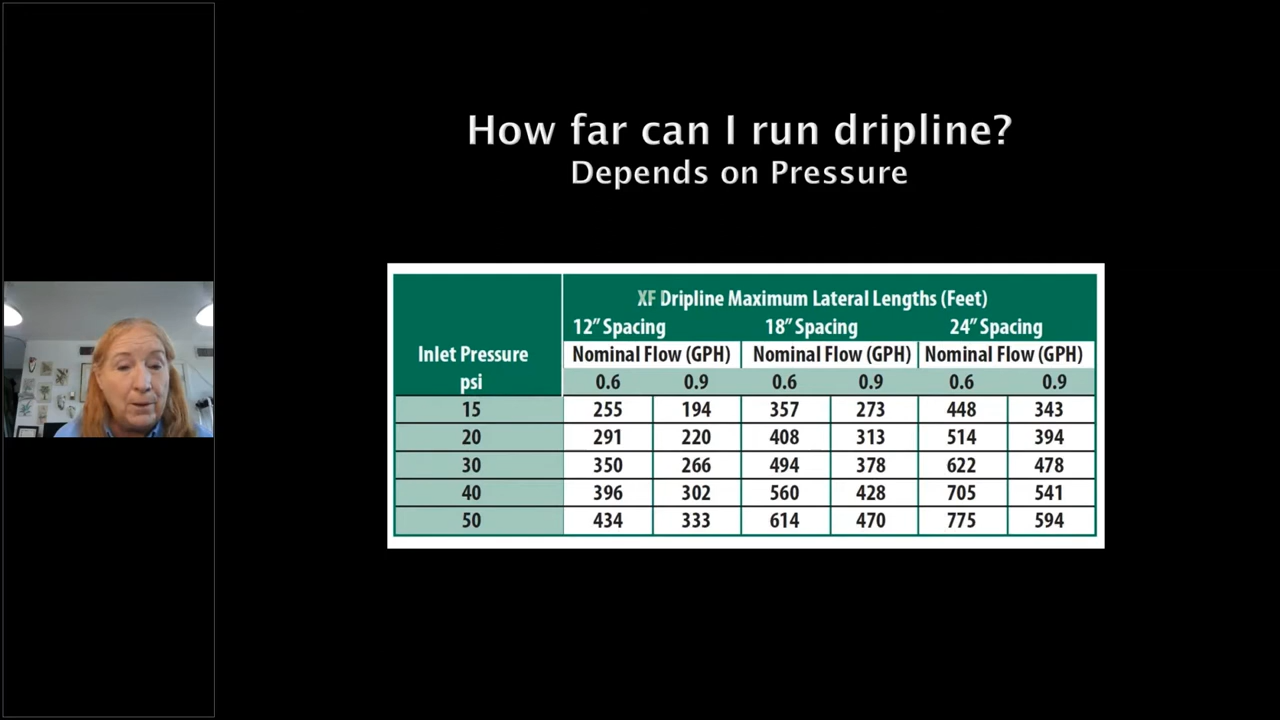 How far can I run dripline?
Depends on Pressure
XF Dripline Maximum Lateral Lengths (Feet)
12” Spacing 18” Spacing 24” Spacing
Inlet Pressure Nominal Flow (GPH) Nominal Flow (GPH) Nominal Flow (GPH)
psi 0.6 0.9 0.6 0.9 0.6 0.9
15 255 194 357 273 448 343
20 291 220 408 313 514 394
30 350 266 494 378 622 478
40 396 302 560 428 705 541
50 434 333 614 470 775 594